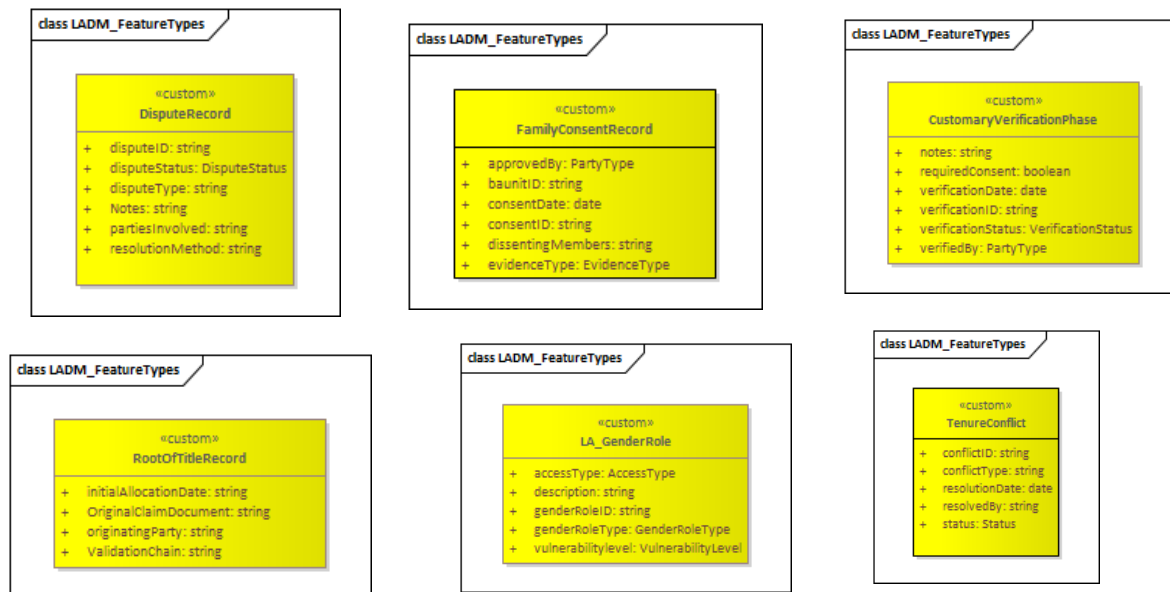 class LADM_FeatureTypes
«custom»
DisputeRecord
+ disputeID: string
+ disputeStatus: DisputeStatus
+ disputeType: string
+ Notes: string
+ partiesInvolved: string
+ resolutionMethod: string
class LADM_FeatureTypes
«custom»
FamilyConsentRecord
+ approvedBy: PartyType
+ baunitID: string
+ consentDate: date
+ consentID: string
+ dissentingMembers: string
+ evidenceType: EvidenceType
class LADM_FeatureTypes
«custom»
CustomaryVerificationPhase
+ notes: string
+ requiredConsent: boolean
+ verificationDate: date
+ verificationID: string
+ verificationStatus: VerificationStatus
+ verifiedBy: PartyType
class LADM_FeatureTypes
«custom»
RootOfTitleRecord
+ initialAllocationDate: string
+ OriginalClaimDocument: string
+ originatingParty: string
+ ValidationChain: string
class LADM_FeatureTypes
«custom»
LA_GenderRole
+ accessType: AccessType
+ description: string
+ genderRoleID: string
+ genderRoleType: GenderRoleType
+ vulnerabilitylevel: VulnerabilityLevel
class LADM_FeatureTypes
«custom»
TenureConflict
+ conflictID: string
+ conflictType: string
+ resolutionDate: date
+ resolvedBy: string
+ status: Status